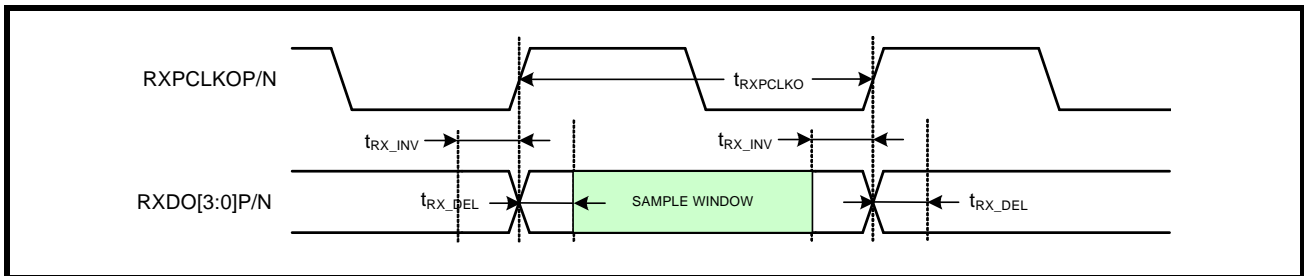 RXPCLKOP/N
tRXPCLKO
tRX_INV
tRX_INV
RXDO[3:0]P/N
tRX_DEL
SAMPLE WINDOW
tRX_DEL